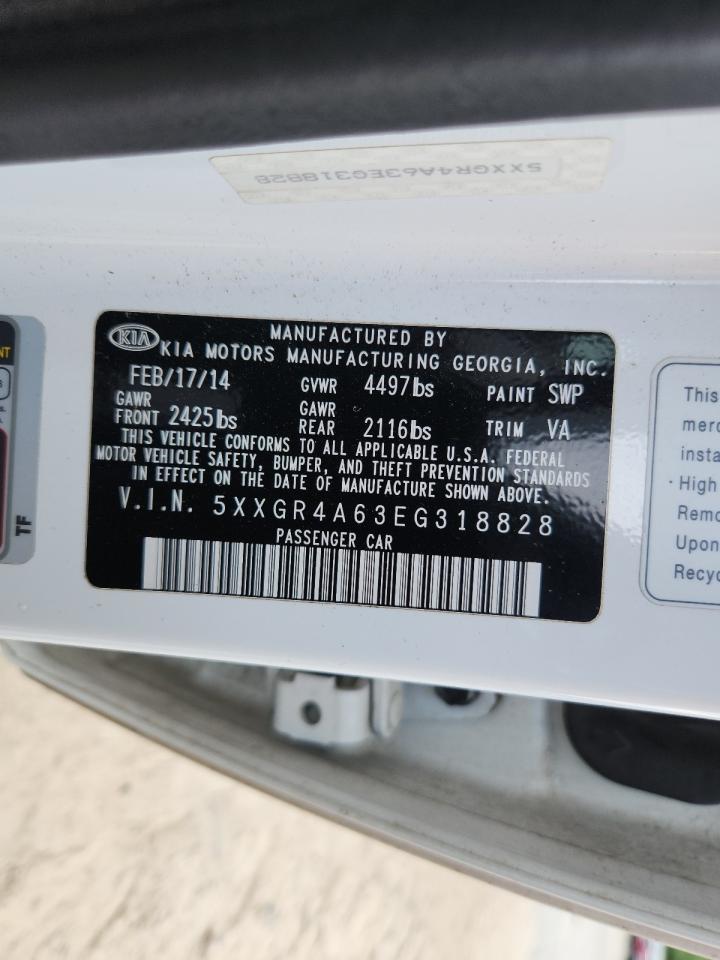 5XXGR4A63EG318828
KIA
MANUFACTURED BY
KIA MOTORS MANUFACTURING GEORGIA, INC.
FEB/17/14 GVWR 4497lbs PAINT SWP
GAWR FRONT 2425lbs GAWR REAR 2116lbs TRIM VA
THIS VEHICLE CONFORMS TO ALL APPLICABLE U.S.A. FEDERAL
MOTOR VEHICLE SAFETY, BUMPER, AND THEFT PREVENTION STANDARDS
IN EFFECT ON THE DATE OF MANUFACTURE SHOWN ABOVE.
V.I.N. 5XXGR4A63EG318828
PASSENGER CAR
TF
This
merc
insta
· High
Remo
Upon
Recyc